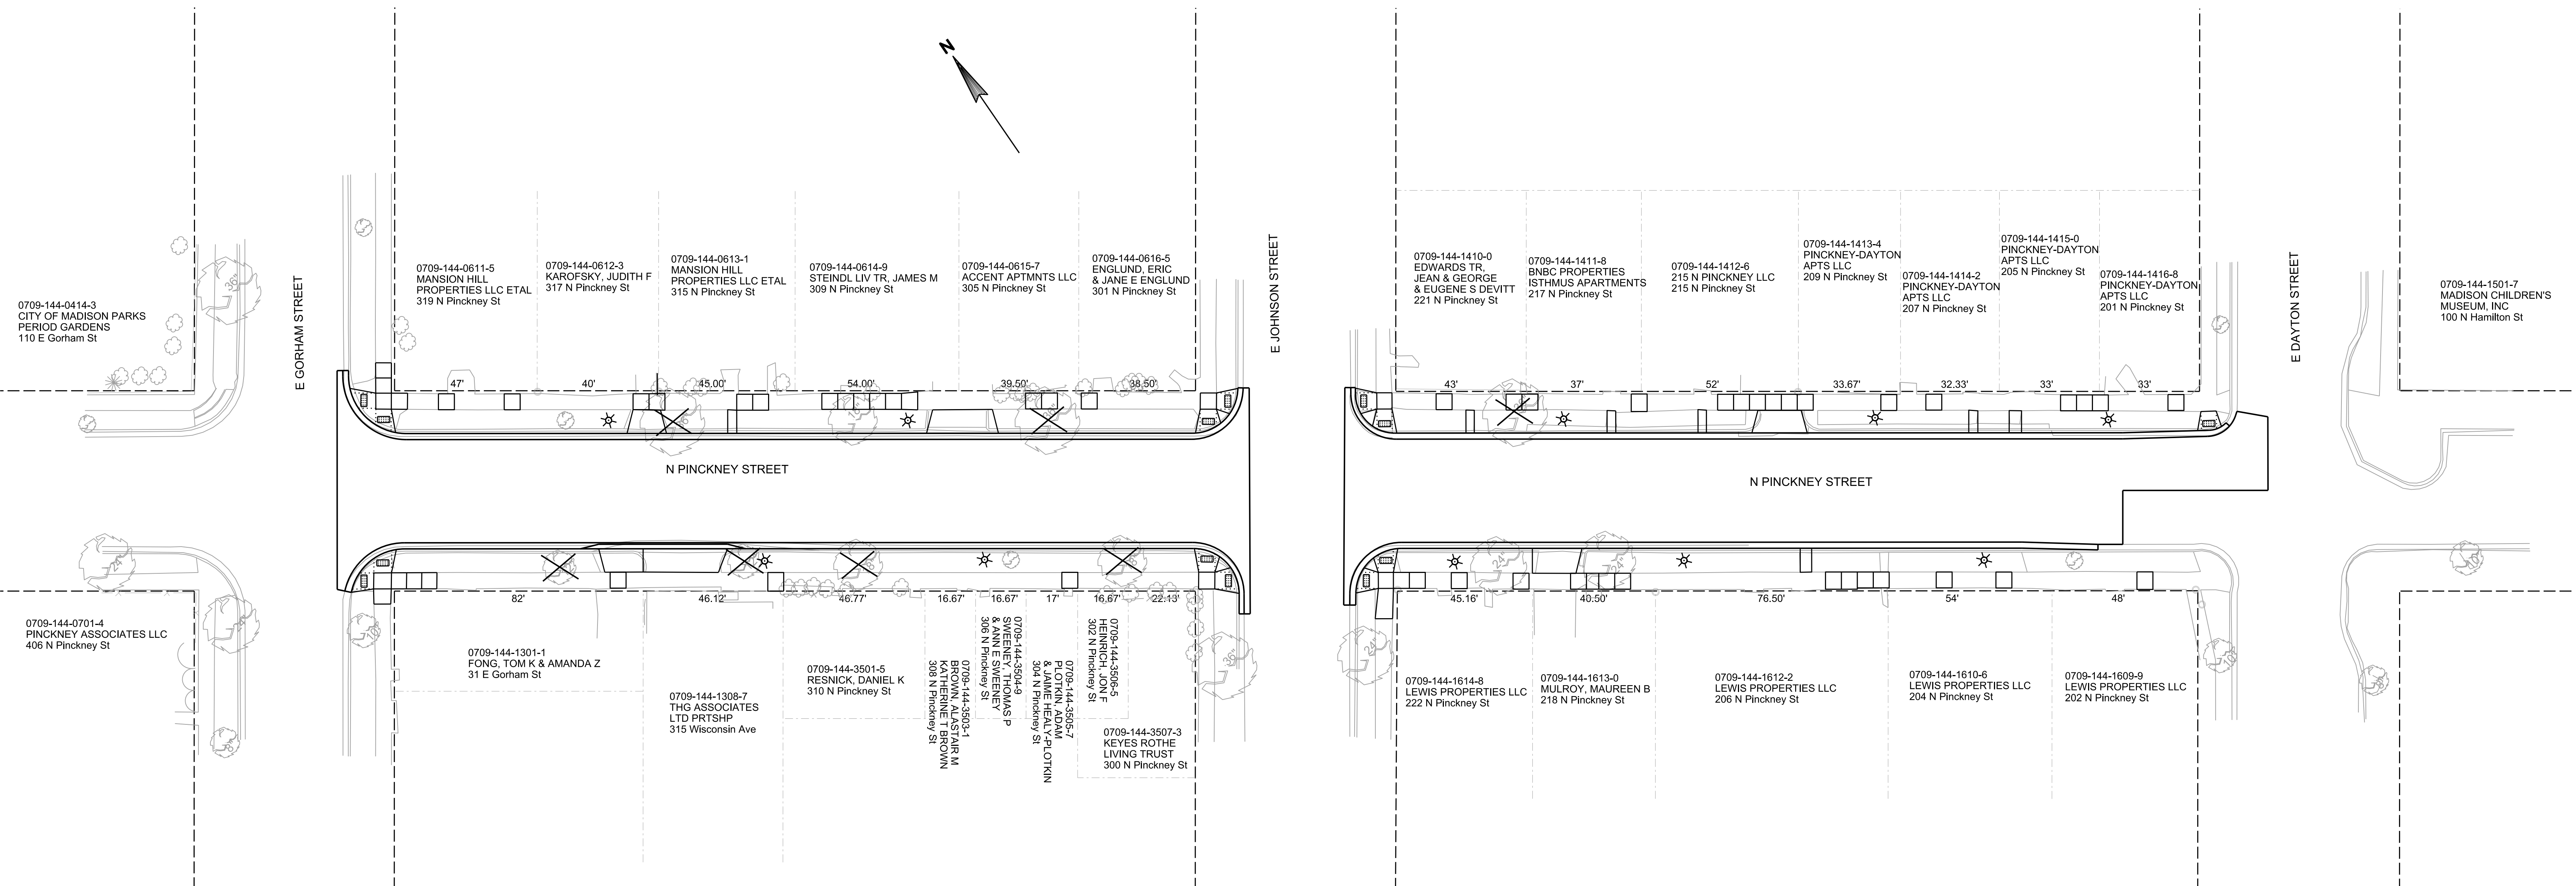 N
E GORHAM STREET
E JOHNSON STREET
E DAYTON STREET
0709-144-0414-3
CITY OF MADISON PARKS
PERIOD GARDENS
110 E Gorham St
0709-144-0611-5
MANSION HILL
PROPERTIES LLC ETAL
319 N Pinckney St
0709-144-0612-3
KAROFSKY, JUDITH F
317 N Pinckney St
0709-144-0613-1
MANSION HILL
PROPERTIES LLC ETAL
315 N Pinckney St
0709-144-0614-9
STEINDL LIV TR, JAMES M
309 N Pinckney St
0709-144-0615-7
ACCENT APTMNTS LLC
305 N Pinckney St
0709-144-0616-5
ENGLUND, ERIC
& JANE E ENGLUND
301 N Pinckney St
0709-144-1410-0
EDWARDS TR,
JEAN & GEORGE
& EUGENE S DEVITT
221 N Pinckney St
0709-144-1411-8
BNBC PROPERTIES
ISTHMUS APARTMENTS
217 N Pinckney St
0709-144-1412-6
215 N PINCKNEY LLC
215 N Pinckney St
0709-144-1413-4
PINCKNEY-DAYTON
APTS LLC
209 N Pinckney St
0709-144-1414-2
PINCKNEY-DAYTON
APTS LLC
207 N Pinckney St
0709-144-1415-0
PINCKNEY-DAYTON
APTS LLC
205 N Pinckney St
0709-144-1416-8
PINCKNEY-DAYTON
APTS LLC
201 N Pinckney St
0709-144-1501-7
MADISON CHILDREN'S
MUSEUM, INC
100 N Hamilton St
47'
40'
45.00'
54.00'
39.50'
38.50'
43'
37'
52'
33.67'
32.33'
33'
33'
N PINCKNEY STREET
N PINCKNEY STREET
82'
46.12'
46.77'
16.67'
16.67'
17'
16.67'
22.13'
45.16'
40.50'
76.50'
54'
48'
0709-144-0701-4
PINCKNEY ASSOCIATES LLC
406 N Pinckney St
0709-144-1301-1
FONG, TOM K & AMANDA Z
31 E Gorham St
0709-144-1308-7
THG ASSOCIATES
LTD PRTSHP
315 Wisconsin Ave
0709-144-3501-5
RESNICK, DANIEL K
310 N Pinckney St
0709-144-3503-1
BROWN, ALASTAIR M
KATHERINE T BROWN
308 N Pinckney St
0709-144-3504-9
SWEENEY, THOMAS P
& ANN E SWEENEY
306 N Pinckney St
0709-144-3505-7
PLOTKIN, ADAM
& JAIME HEALY-PLOTKIN
304 N Pinckney St
0709-144-3506-5
HEINRICH, JON F
302 N Pinckney St
0709-144-3507-3
KEYES ROTHE
LIVING TRUST
300 N Pinckney St
0709-144-1614-8
LEWIS PROPERTIES LLC
222 N Pinckney St
0709-144-1613-0
MULROY, MAUREEN B
218 N Pinckney St
0709-144-1612-2
LEWIS PROPERTIES LLC
206 N Pinckney St
0709-144-1610-6
LEWIS PROPERTIES LLC
204 N Pinckney St
0709-144-1609-9
LEWIS PROPERTIES LLC
202 N Pinckney St